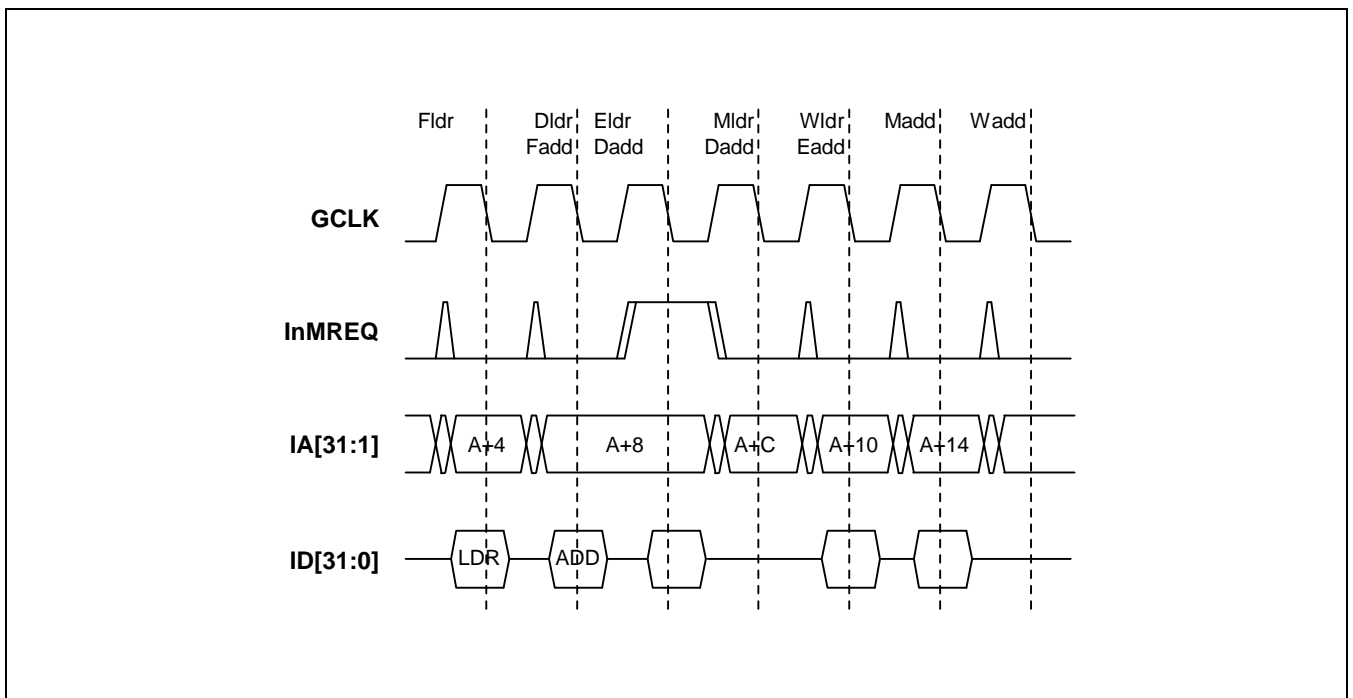 Fldr Dldr Eldr Mldr Wldr Madd Wadd
Fadd Dadd Dadd Eadd
GCLK
InMREQ
IA[31:1] A+4 A+8 A+C A+10 A+14
ID[31:0] LDR ADD